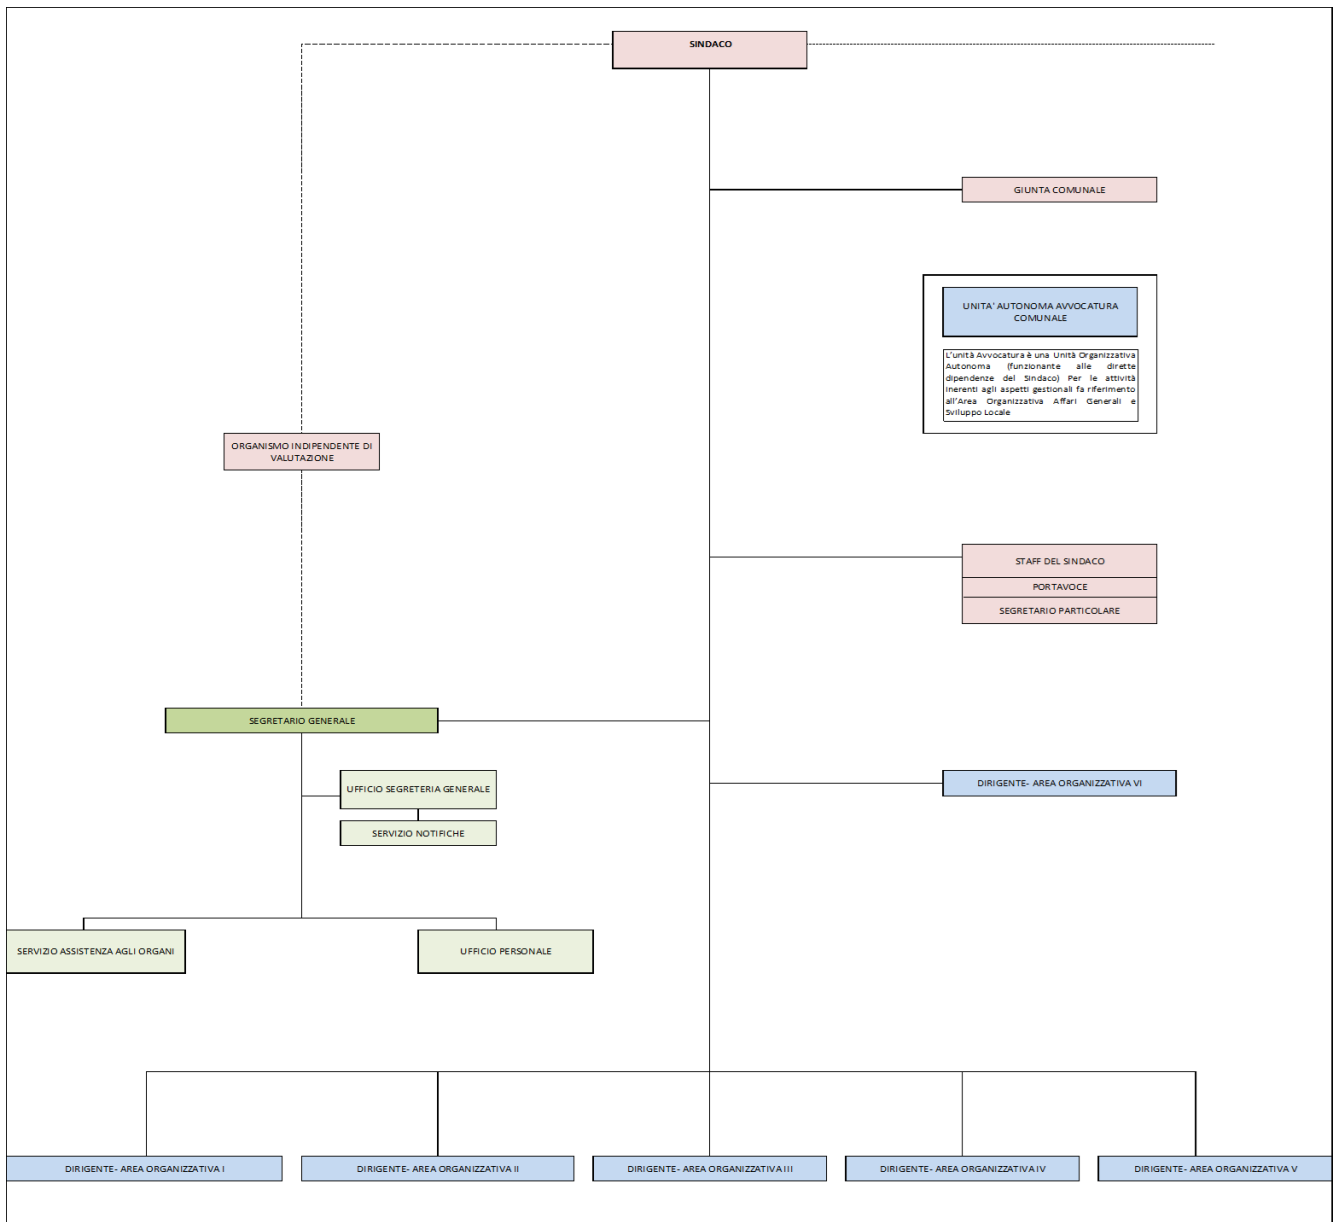 SINDACO
GIUNTA COMUNALE
UNITA' AUTONOMA AVVOCATURA
COMUNALE
L'unità Avvocatura è una Unità Organizzativa
Autonoma (funzionante alle dirette
dipendenze del Sindaco) Per le attività
inerenti agli aspetti gestionali fa riferimento
all'Area Organizzativa Affari Generali e
Sviluppo Locale
ORGANISMO INDIPENDENTE DI
VALUTAZIONE
STAFF DEL SINDACO
PORTAVOCE
SEGRETARIO PARTICOLARE
SEGRETARIO GENERALE
UFFICIO SEGRETERIA GENERALE
DIRIGENTE- AREA ORGANIZZATIVA VI
SERVIZIO NOTIFICHE
SERVIZIO ASSISTENZA AGLI ORGANI
UFFICIO PERSONALE
DIRIGENTE- AREA ORGANIZZATIVA I
DIRIGENTE- AREA ORGANIZZATIVA II
DIRIGENTE- AREA ORGANIZZATIVA III
DIRIGENTE- AREA ORGANIZZATIVA IV
DIRIGENTE- AREA ORGANIZZATIVA V